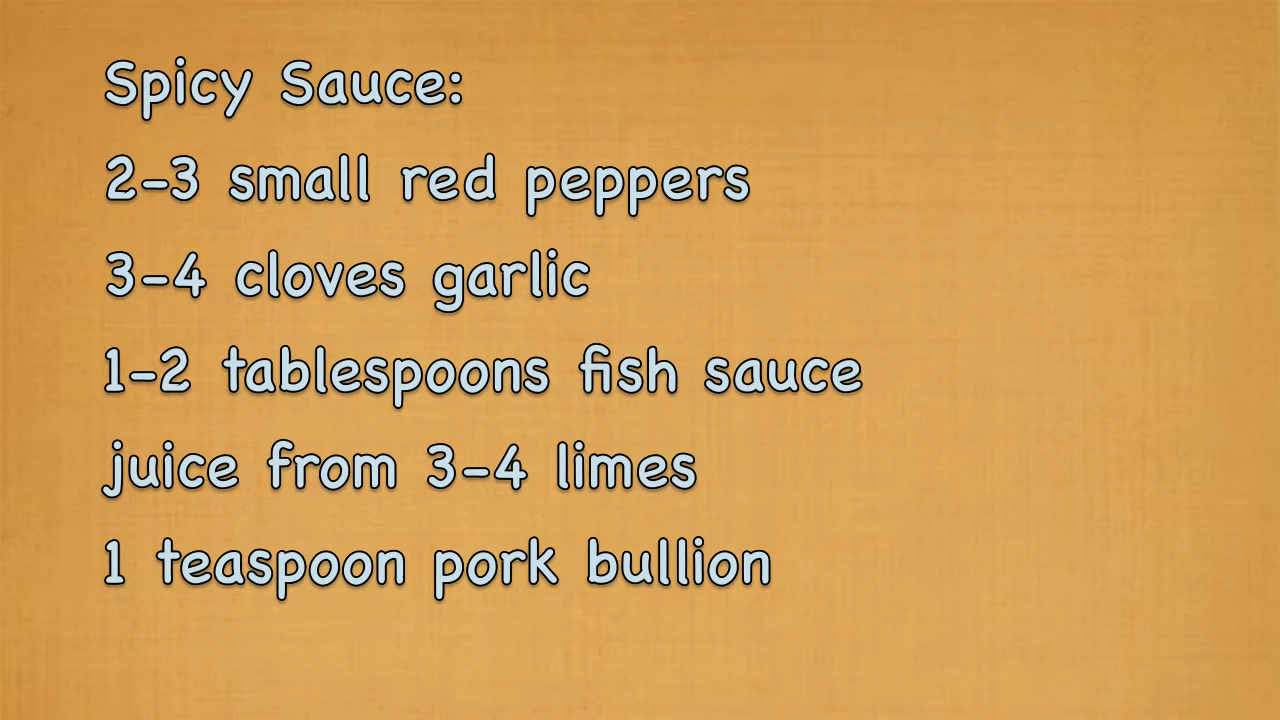 Spicy Sauce:
2-3 small red peppers
3-4 cloves garlic
1-2 tablespoons fish sauce
juice from 3-4 limes
1 teaspoon pork bullion